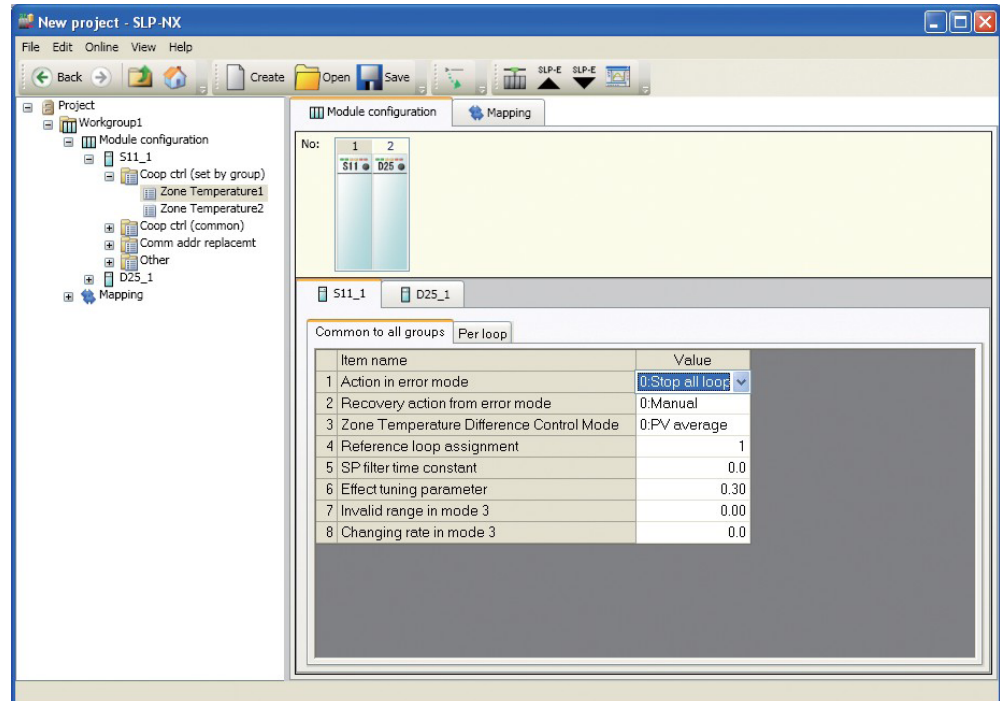 New project - SLP-NX
File Edit Online View Help
Back Create Open Save SLP-E SLP-E
Project
Workgroup1
Module configuration
S11_1
Coop ctrl (set by group)
Zone Temperature1
Zone Temperature2
Coop ctrl (common)
Comm addr replacemt
Other
D25_1
Mapping
Module configuration Mapping
No: 1 2
S11 D25
S11_1 D25_1
Common to all groups Per loop
Item name Value
1 Action in error mode 0:Stop all loop
2 Recovery action from error mode 0:Manual
3 Zone Temperature Difference Control Mode 0:PV average
4 Reference loop assignment 1
5 SP filter time constant 0.0
6 Effect tuning parameter 0.30
7 Invalid range in mode 3 0.00
8 Changing rate in mode 3 0.0